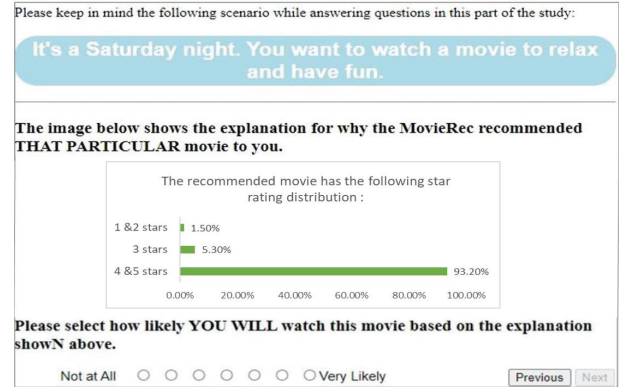 Please keep in mind the following scenario while answering questions in this part of the study:
It's a Saturday night. You want to watch a movie to relax
and have fun.
The image below shows the explanation for why the MovieRec recommended
THAT PARTICULAR movie to you.
The recommended movie has the following star
rating distribution :
1 &2 stars 1.50%
3 stars 5.30%
4 &5 stars 93.20%
0.00% 20.00% 40.00% 60.00% 80.00% 100.00%
Please select how likely YOU WILL watch this movie based on the explanation
showN above.
Not at All Very Likely Previous Next